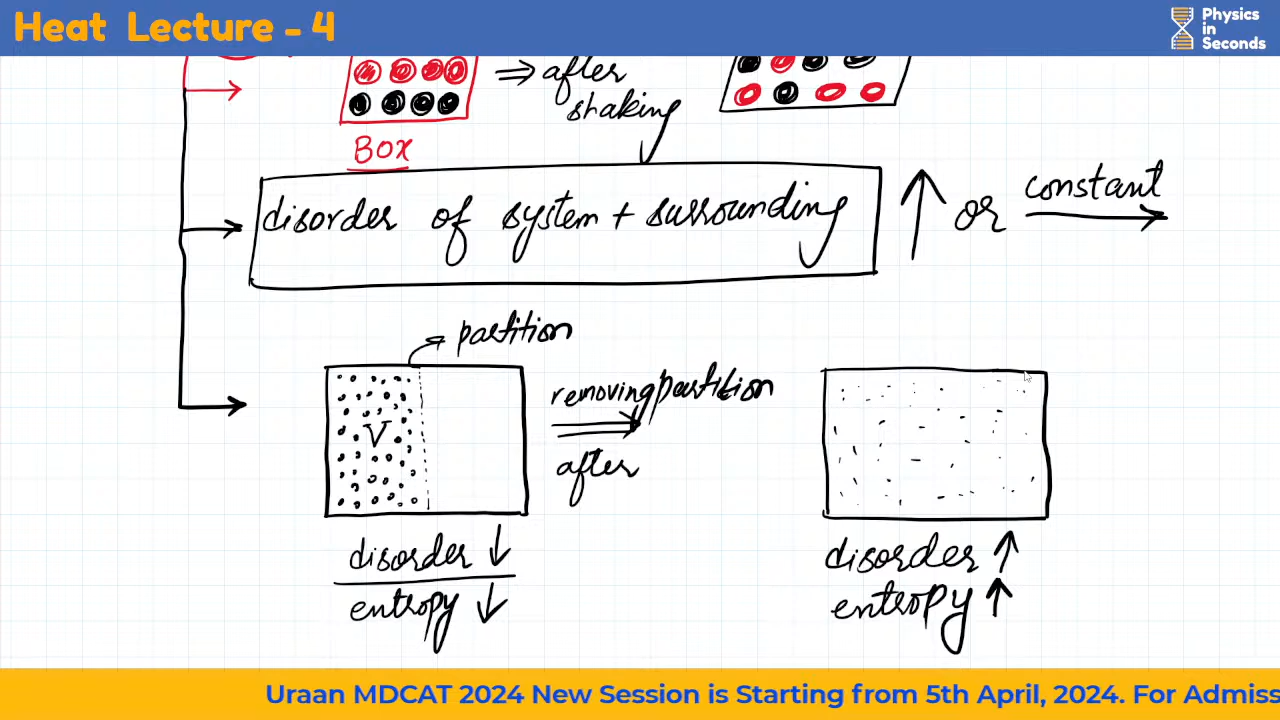 Heat Lecture - 4
Physics
in
Seconds
⇒ after
shaking
BOX
disorder of system + surrounding ↑ or constant
→ partition
removing partition
V
after
disorder ↓
entropy ↓
disorder ↑
entropy ↑
Uraan MDCAT 2024 New Session is Starting from 5th April, 2024. For Admiss